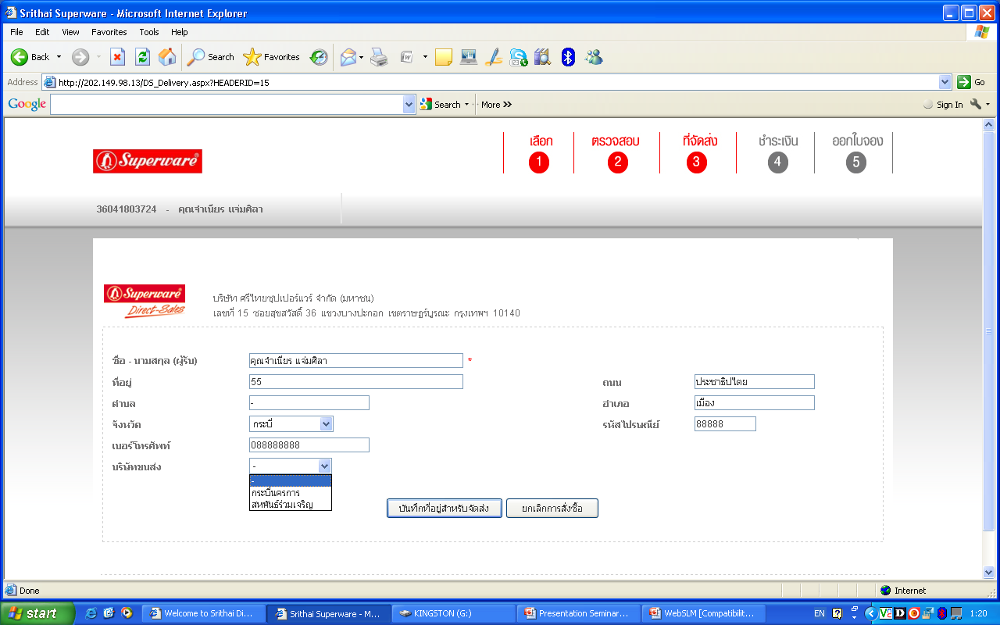 Srithai Superware - Microsoft Internet Explorer
File Edit View Favorites Tools Help
Back Search Favorites
Address http://202.149.98.13/DS_Delivery.aspx?HEADERID=15 Go
Google Search More Sign In
เลือก ตรวจสอบ ที่จัดส่ง ชำระเงิน ออกใบจอง
Superware 1 2 3 4 5
36041803724 - คุณจำเนียร แจ่มศิลา
Superware
Direct-Sales
บริษัท ศรีไทยซุปเปอร์แวร์ จำกัด (มหาชน)
เลขที่ 15 ซอยสุขสวัสดิ์ 36 แขวงบางปะกอก เขตราษฎร์บูรณะ กรุงเทพฯ 10140
ชื่อ - นามสกุล (ผู้รับ) คุณจำเนียร แจ่มศิลา *
ที่อยู่ 55 ถนน ประชาธิปไตย
ตำบล - อำเภอ เมือง
จังหวัด กระบี่ รหัสไปรษณีย์ 88888
เบอร์โทรศัพท์ 088888888
บริษัทขนส่ง -
-
กระบี่นครการ
สหพันธ์ร่วมเจริญ
บันทึกที่อยู่สำหรับจัดส่ง ยกเลิกการสั่งซื้อ
Done Internet
start Welcome to Srithai Di... Srithai Superware - M... KINGSTON (G:) Presentation Seminar... WebSLM [Compatibilit... EN 1:20